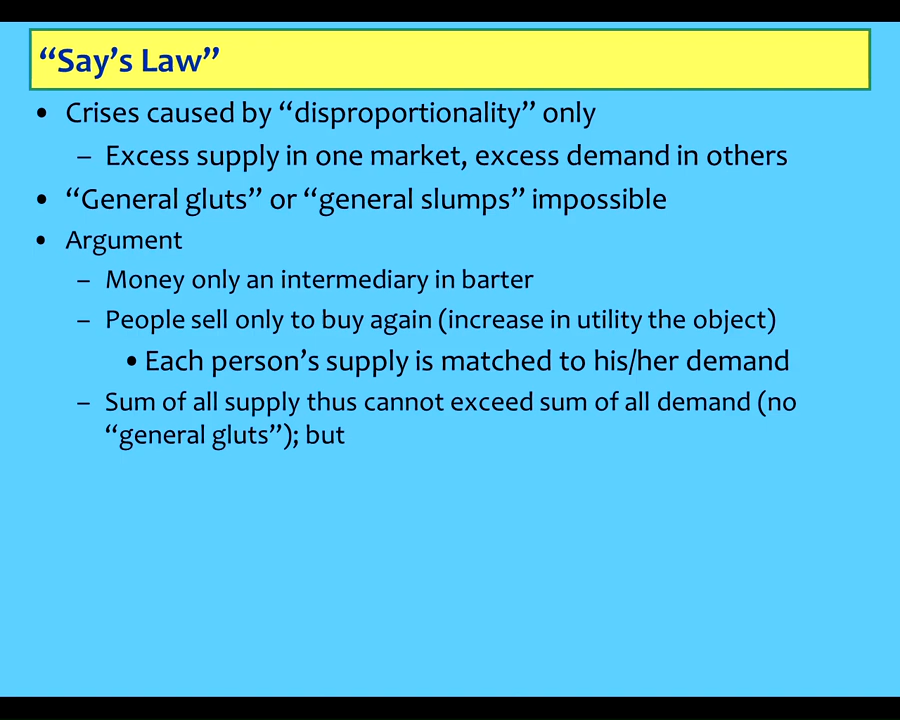 “Say’s Law”
• Crises caused by “disproportionality” only
– Excess supply in one market, excess demand in others
• “General gluts” or “general slumps” impossible
• Argument
– Money only an intermediary in barter
– People sell only to buy again (increase in utility the object)
• Each person’s supply is matched to his/her demand
– Sum of all supply thus cannot exceed sum of all demand (no
“general gluts”); but